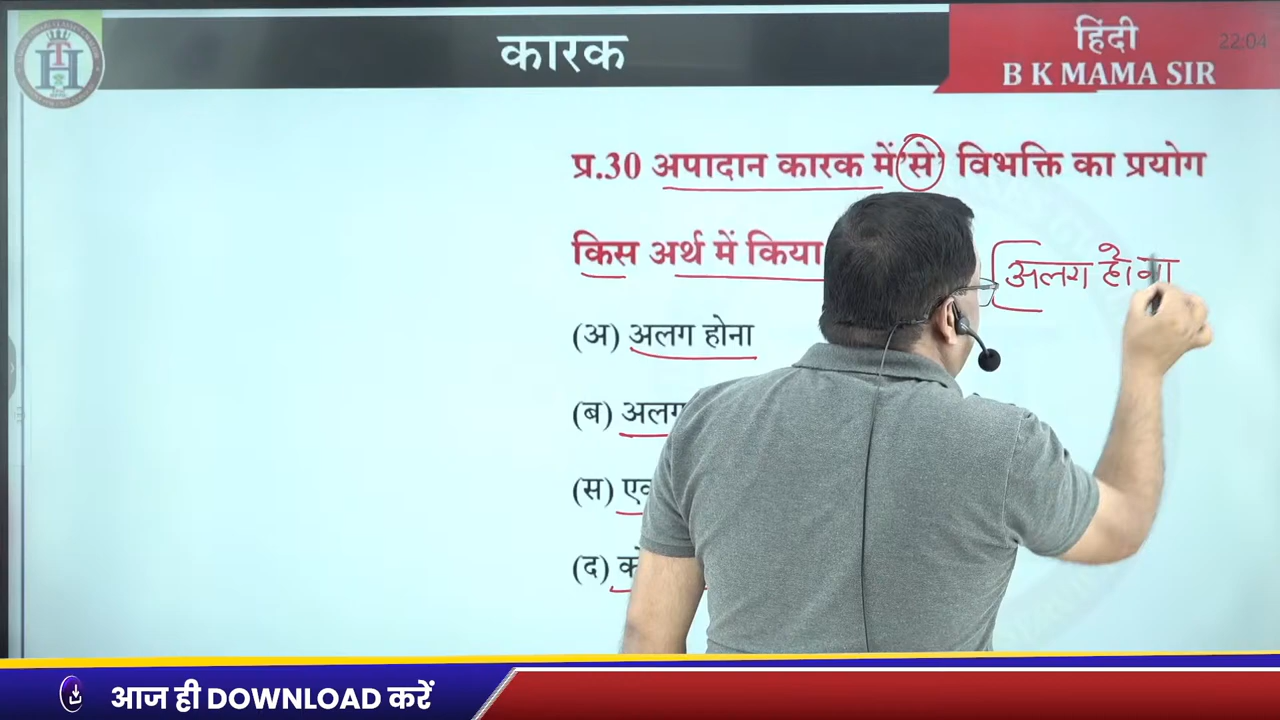 कारक
हिंदी
22:04
B K MAMA SIR
प्र.30 अपादान कारक में 'से' विभक्ति का प्रयोग
किस अर्थ में किया
अलग होना
(अ) अलग होना
(ब) अलग
(स)
(द)
आज ही DOWNLOAD करें